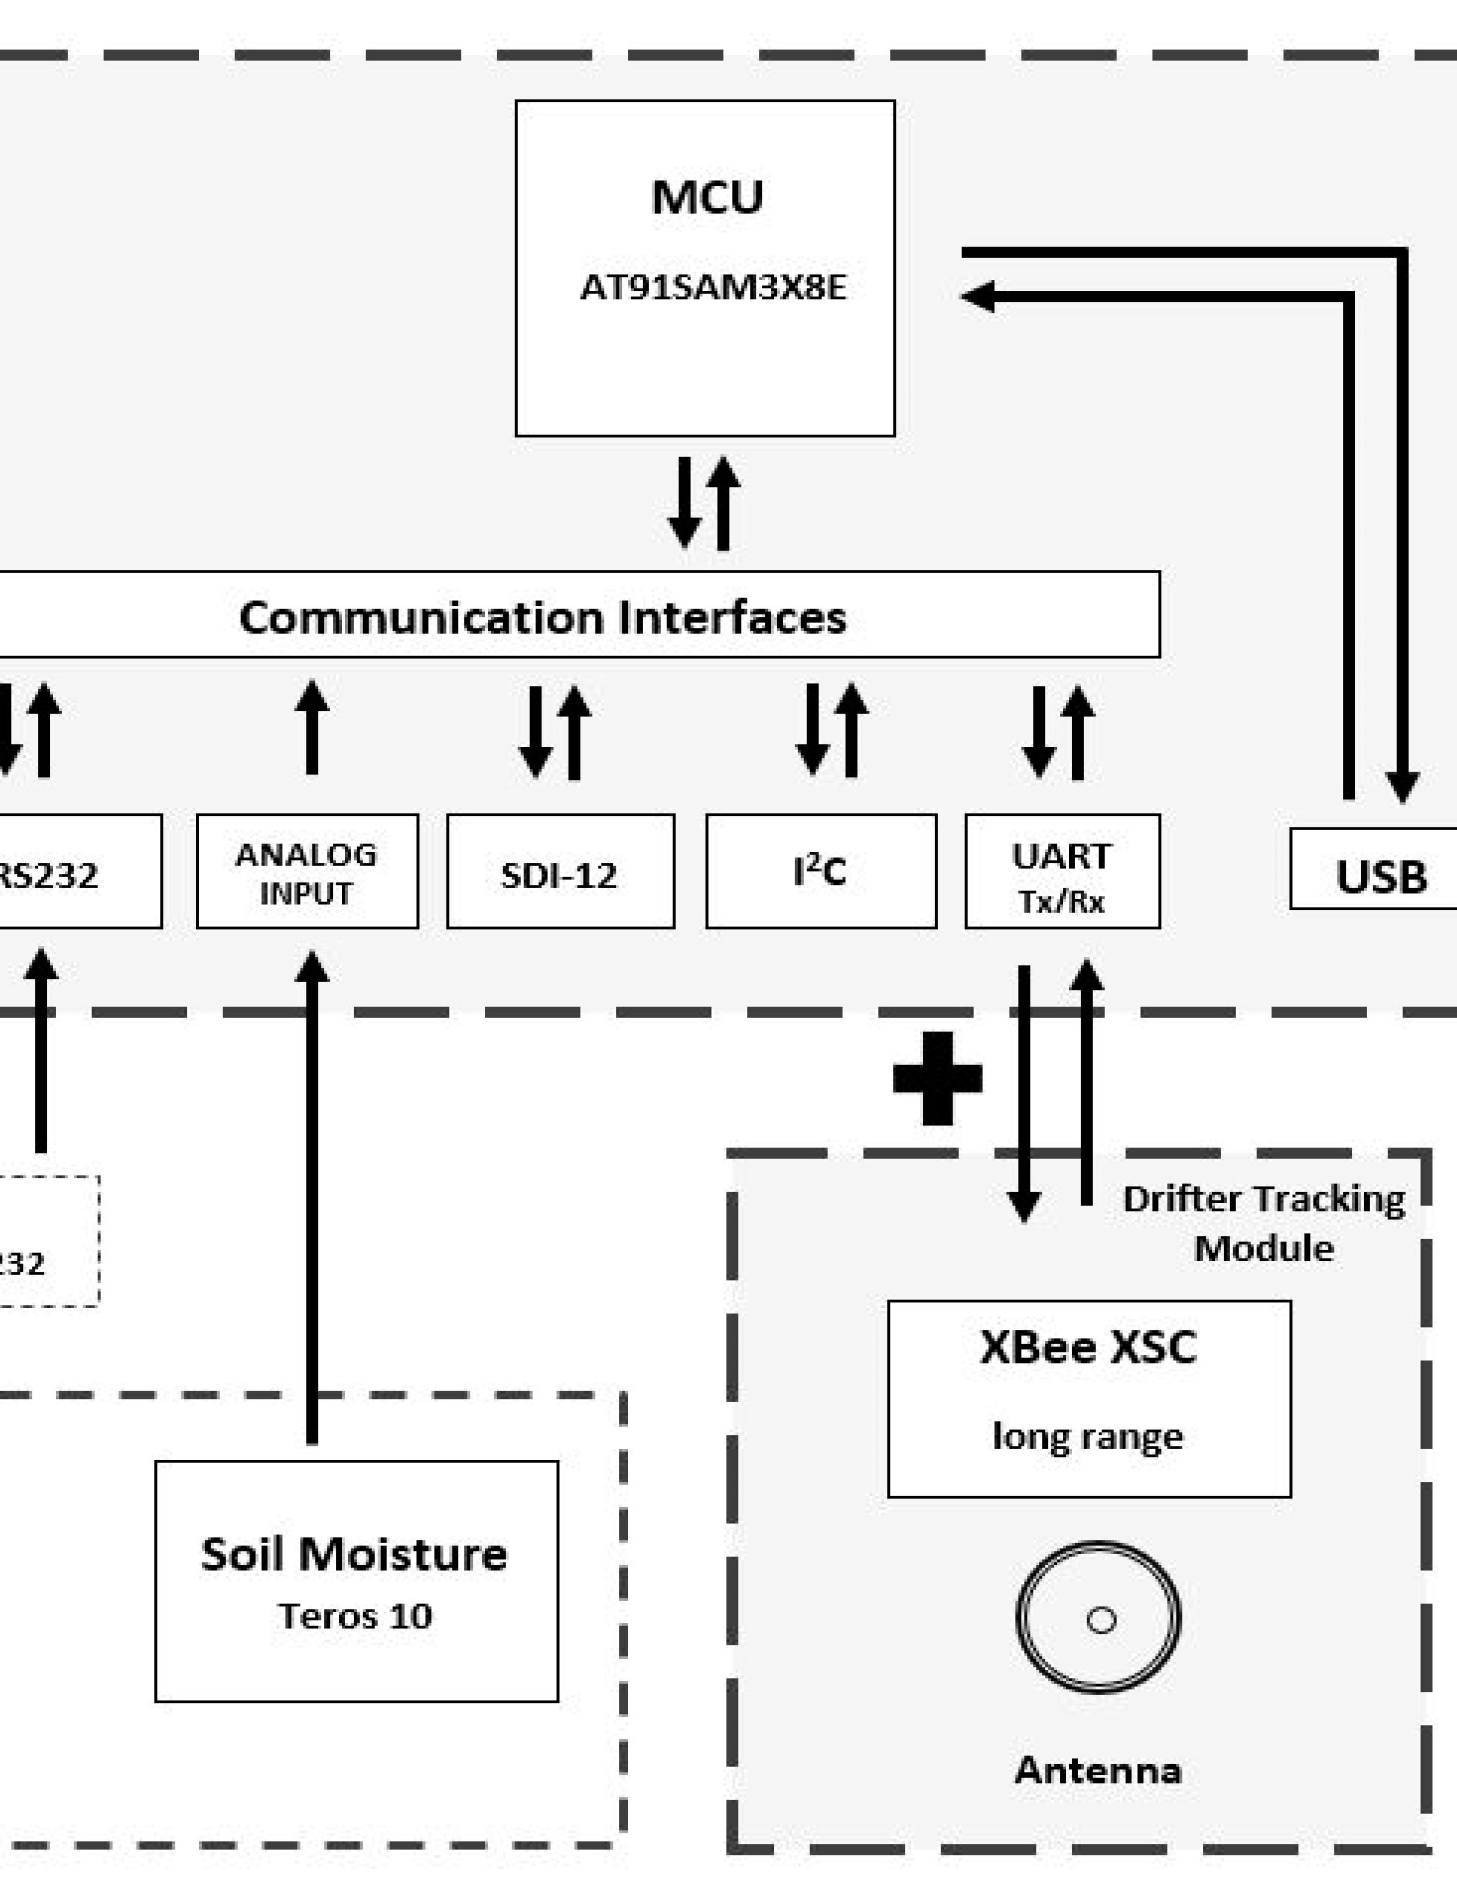 MCU
AT91SAM3X8E
Communication Interfaces
RS232
ANALOG
INPUT
SDI-12
I²C
UART
Tx/Rx
USB
Drifter Tracking
Module
232
XBee XSC
long range
Soil Moisture
Teros 10
Antenna